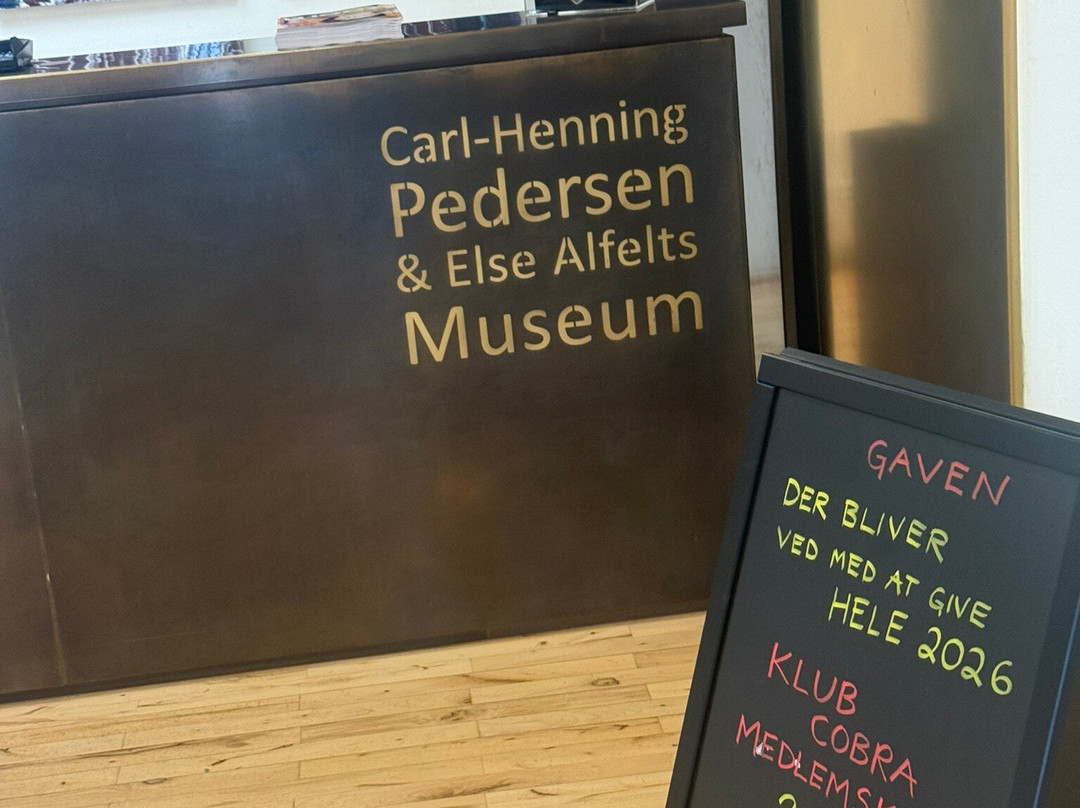 Carl-Henning
Pedersen
& Else Alfelts
Museum
GAVEN
DER BLIVER
VED MED AT GIVE
HELE 2026
KLUB
COBRA